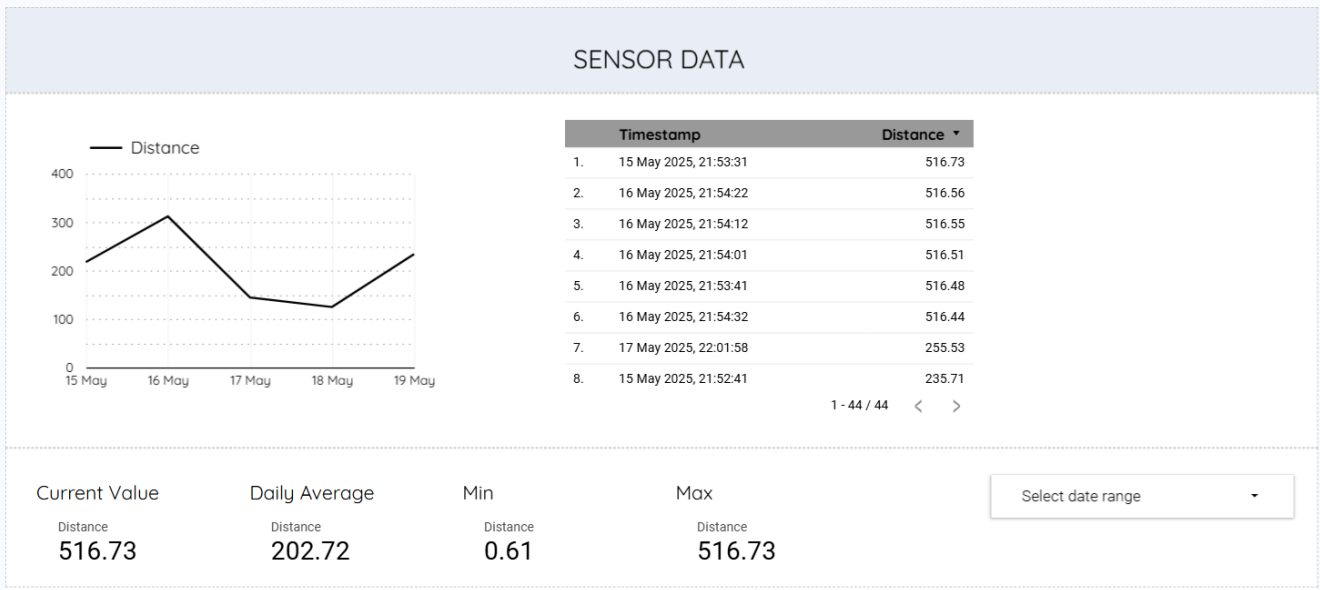 SENSOR DATA
Distance
400
300
200
100
0
15 May 16 May 17 May 18 May 19 May
Timestamp Distance
1. 15 May 2025, 21:53:31 516.73
2. 16 May 2025, 21:54:22 516.56
3. 16 May 2025, 21:54:12 516.55
4. 16 May 2025, 21:54:01 516.51
5. 16 May 2025, 21:53:41 516.48
6. 16 May 2025, 21:54:32 516.44
7. 17 May 2025, 22:01:58 255.53
8. 15 May 2025, 21:52:41 235.71
1 - 44 / 44
Current Value Daily Average Min Max
Distance Distance Distance Distance
516.73 202.72 0.61 516.73
Select date range